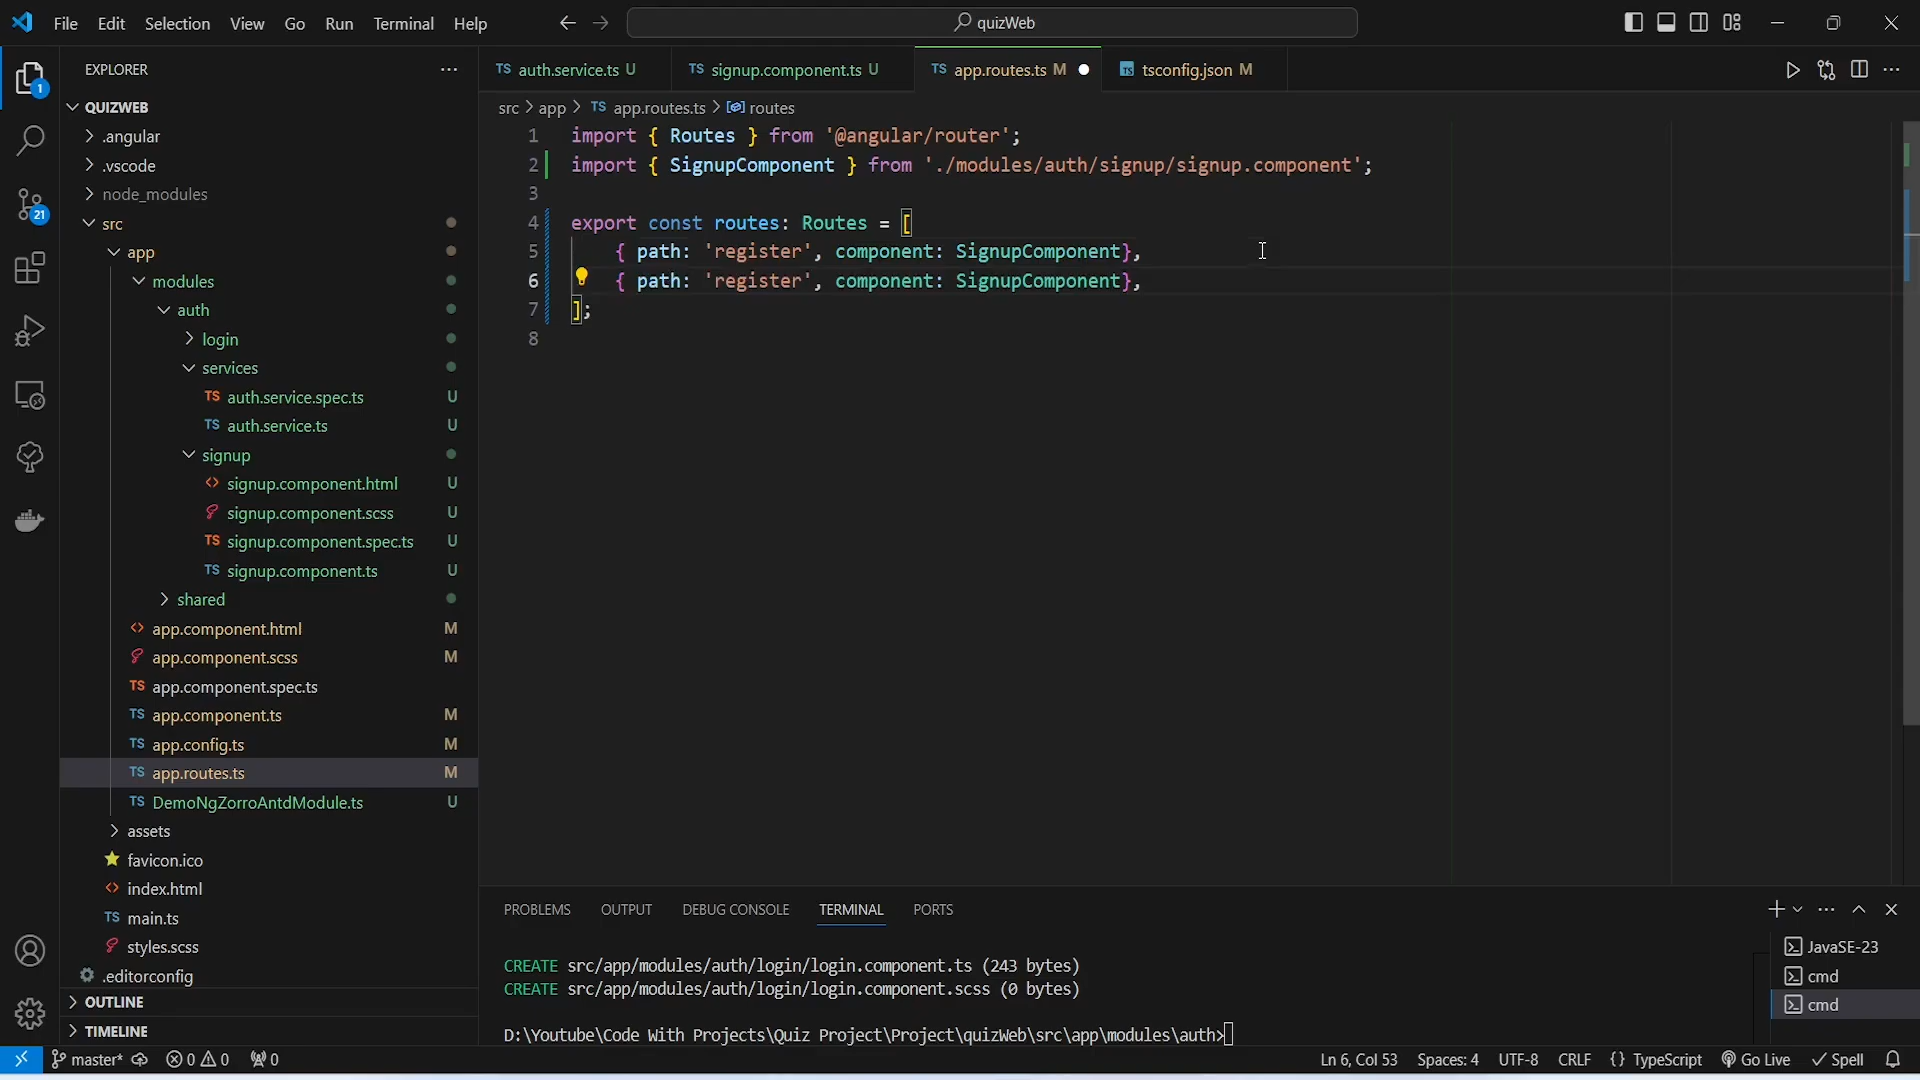 File Edit Selection View Go Run Terminal Help
quizWeb
EXPLORER
1
21
QUIZWEB
.angular
.vscode
node_modules
src
app
modules
auth
login
services
auth.service.spec.ts U
auth.service.ts U
signup
signup.component.html U
signup.component.scss U
signup.component.spec.ts U
signup.component.ts U
shared
app.component.html M
app.component.scss M
app.component.spec.ts
app.component.ts M
app.config.ts M
app.routes.ts M
DemoNgZorroAntdModule.ts U
assets
favicon.ico
index.html
main.ts
styles.scss
.editorconfig
OUTLINE
TIMELINE
TS auth.service.ts U TS signup.component.ts U TS app.routes.ts M tsconfig.json M
src > app > TS app.routes.ts > routes
1 import { Routes } from '@angular/router';
2 import { SignupComponent } from './modules/auth/signup/signup.component';
3
4 export const routes: Routes = [
5 { path: 'register', component: SignupComponent},
6 { path: 'register', component: SignupComponent},
7 ];
8
PROBLEMS OUTPUT DEBUG CONSOLE TERMINAL PORTS
CREATE src/app/modules/auth/login/login.component.ts (243 bytes)
CREATE src/app/modules/auth/login/login.component.scss (0 bytes)
D:\Youtube\Code With Projects\Quiz Project\Project\quizWeb\src\app\modules\auth>
JavaSE-23
cmd
cmd
master* 0 0 0 Ln 6, Col 53 Spaces: 4 UTF-8 CRLF {} TypeScript Go Live Spell